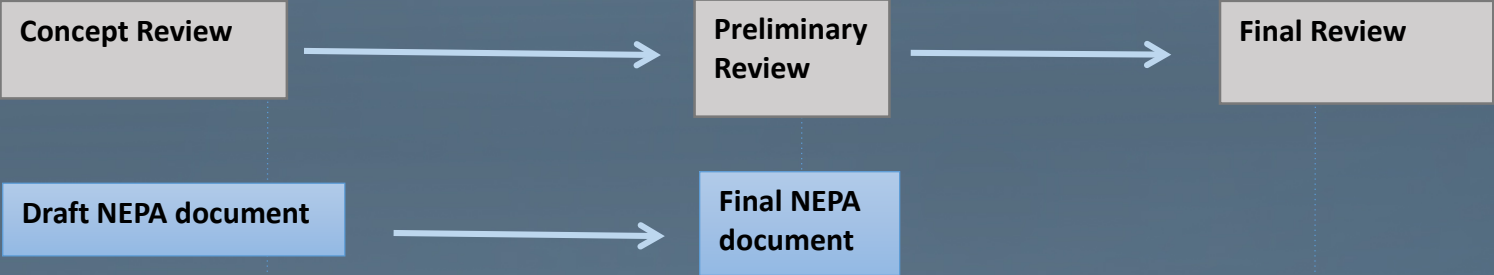 Concept Review
Preliminary
Review
Final Review
Draft NEPA document
Final NEPA
document